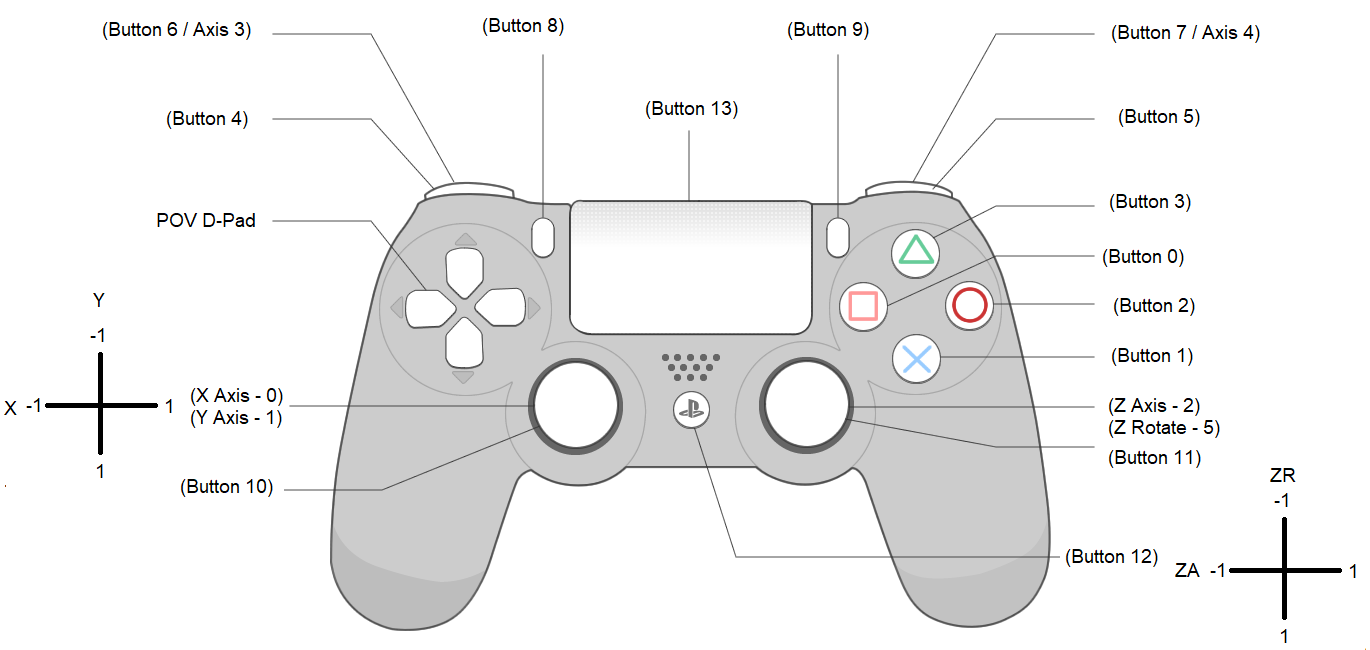 (Button 6 / Axis 3)
(Button 8)
(Button 9)
(Button 7 / Axis 4)
(Button 13)
(Button 4)
(Button 5)
(Button 3)
POV D-Pad
(Button 0)
(Button 2)
(Button 1)
Y
-1
X -1
1
1
(X Axis - 0)
(Y Axis - 1)
(Z Axis - 2)
(Z Rotate - 5)
(Button 11)
(Button 10)
(Button 12)
ZR
-1
ZA -1
1
1